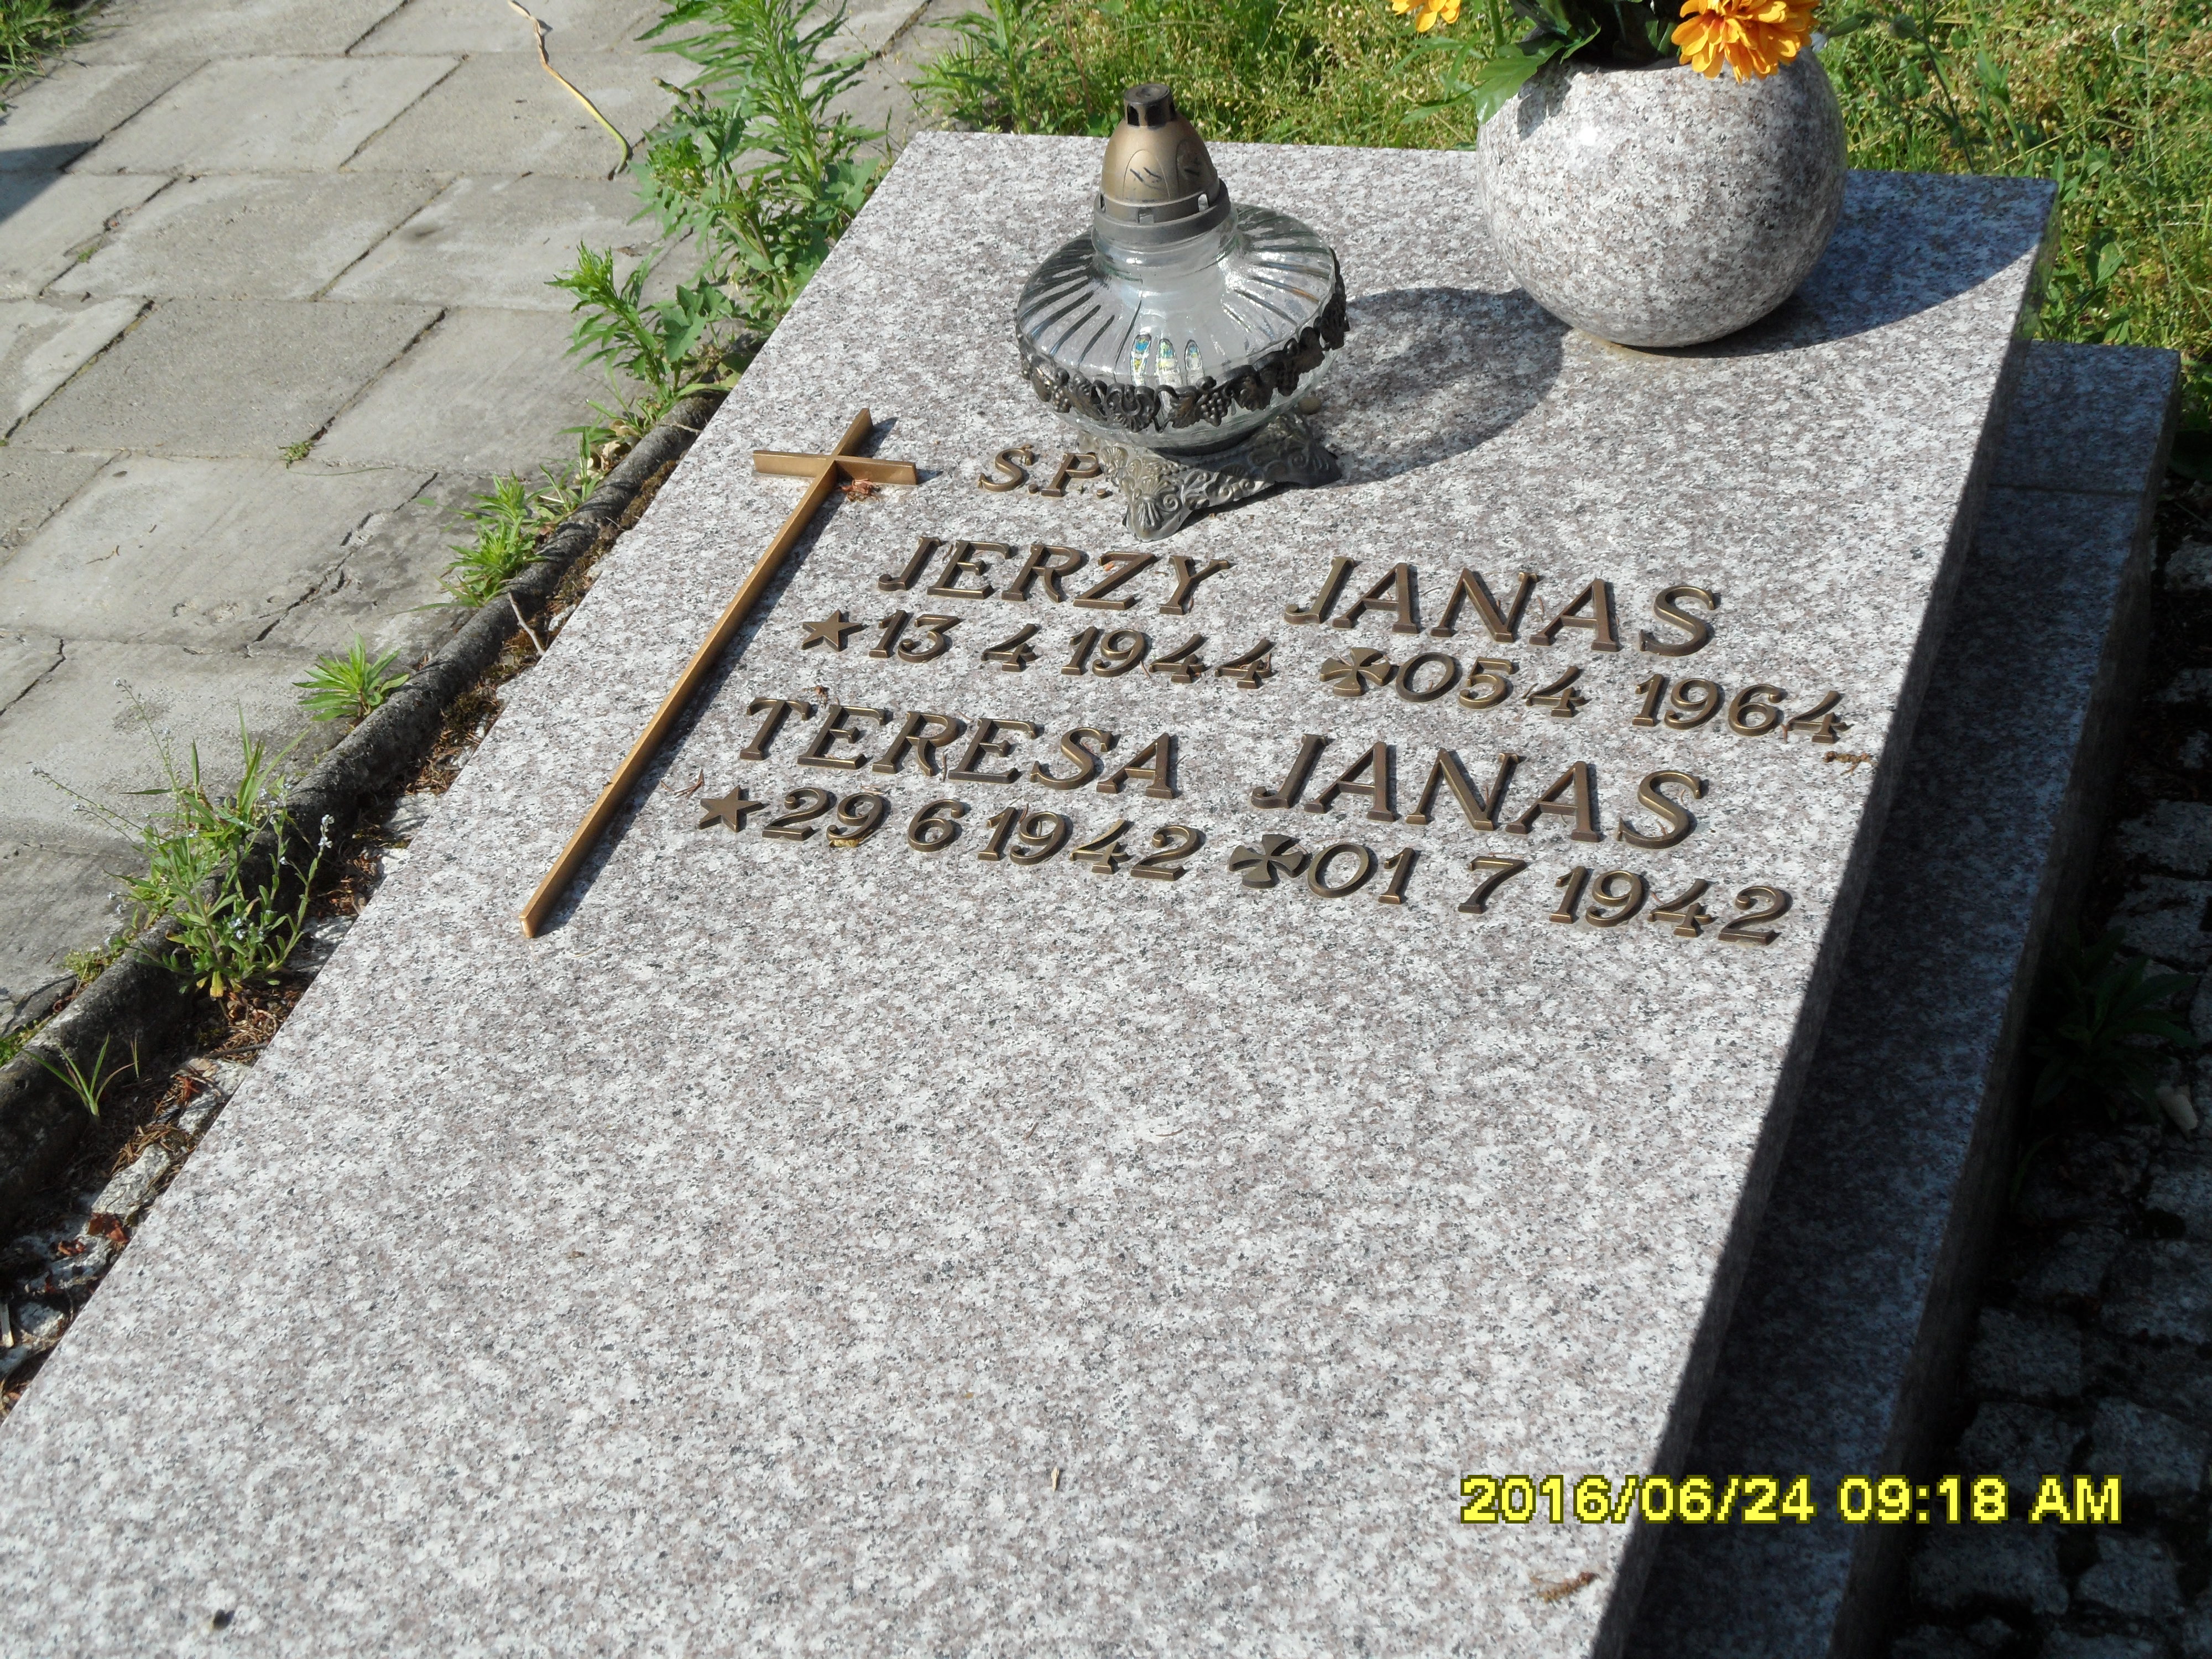 Ś.P.
JERZY JANAS
★13 4 1944 ✠05 4 1964
TERESA JANAS
★29 6 1942 ✠01 7 1942
2016/06/24 09:18 AM